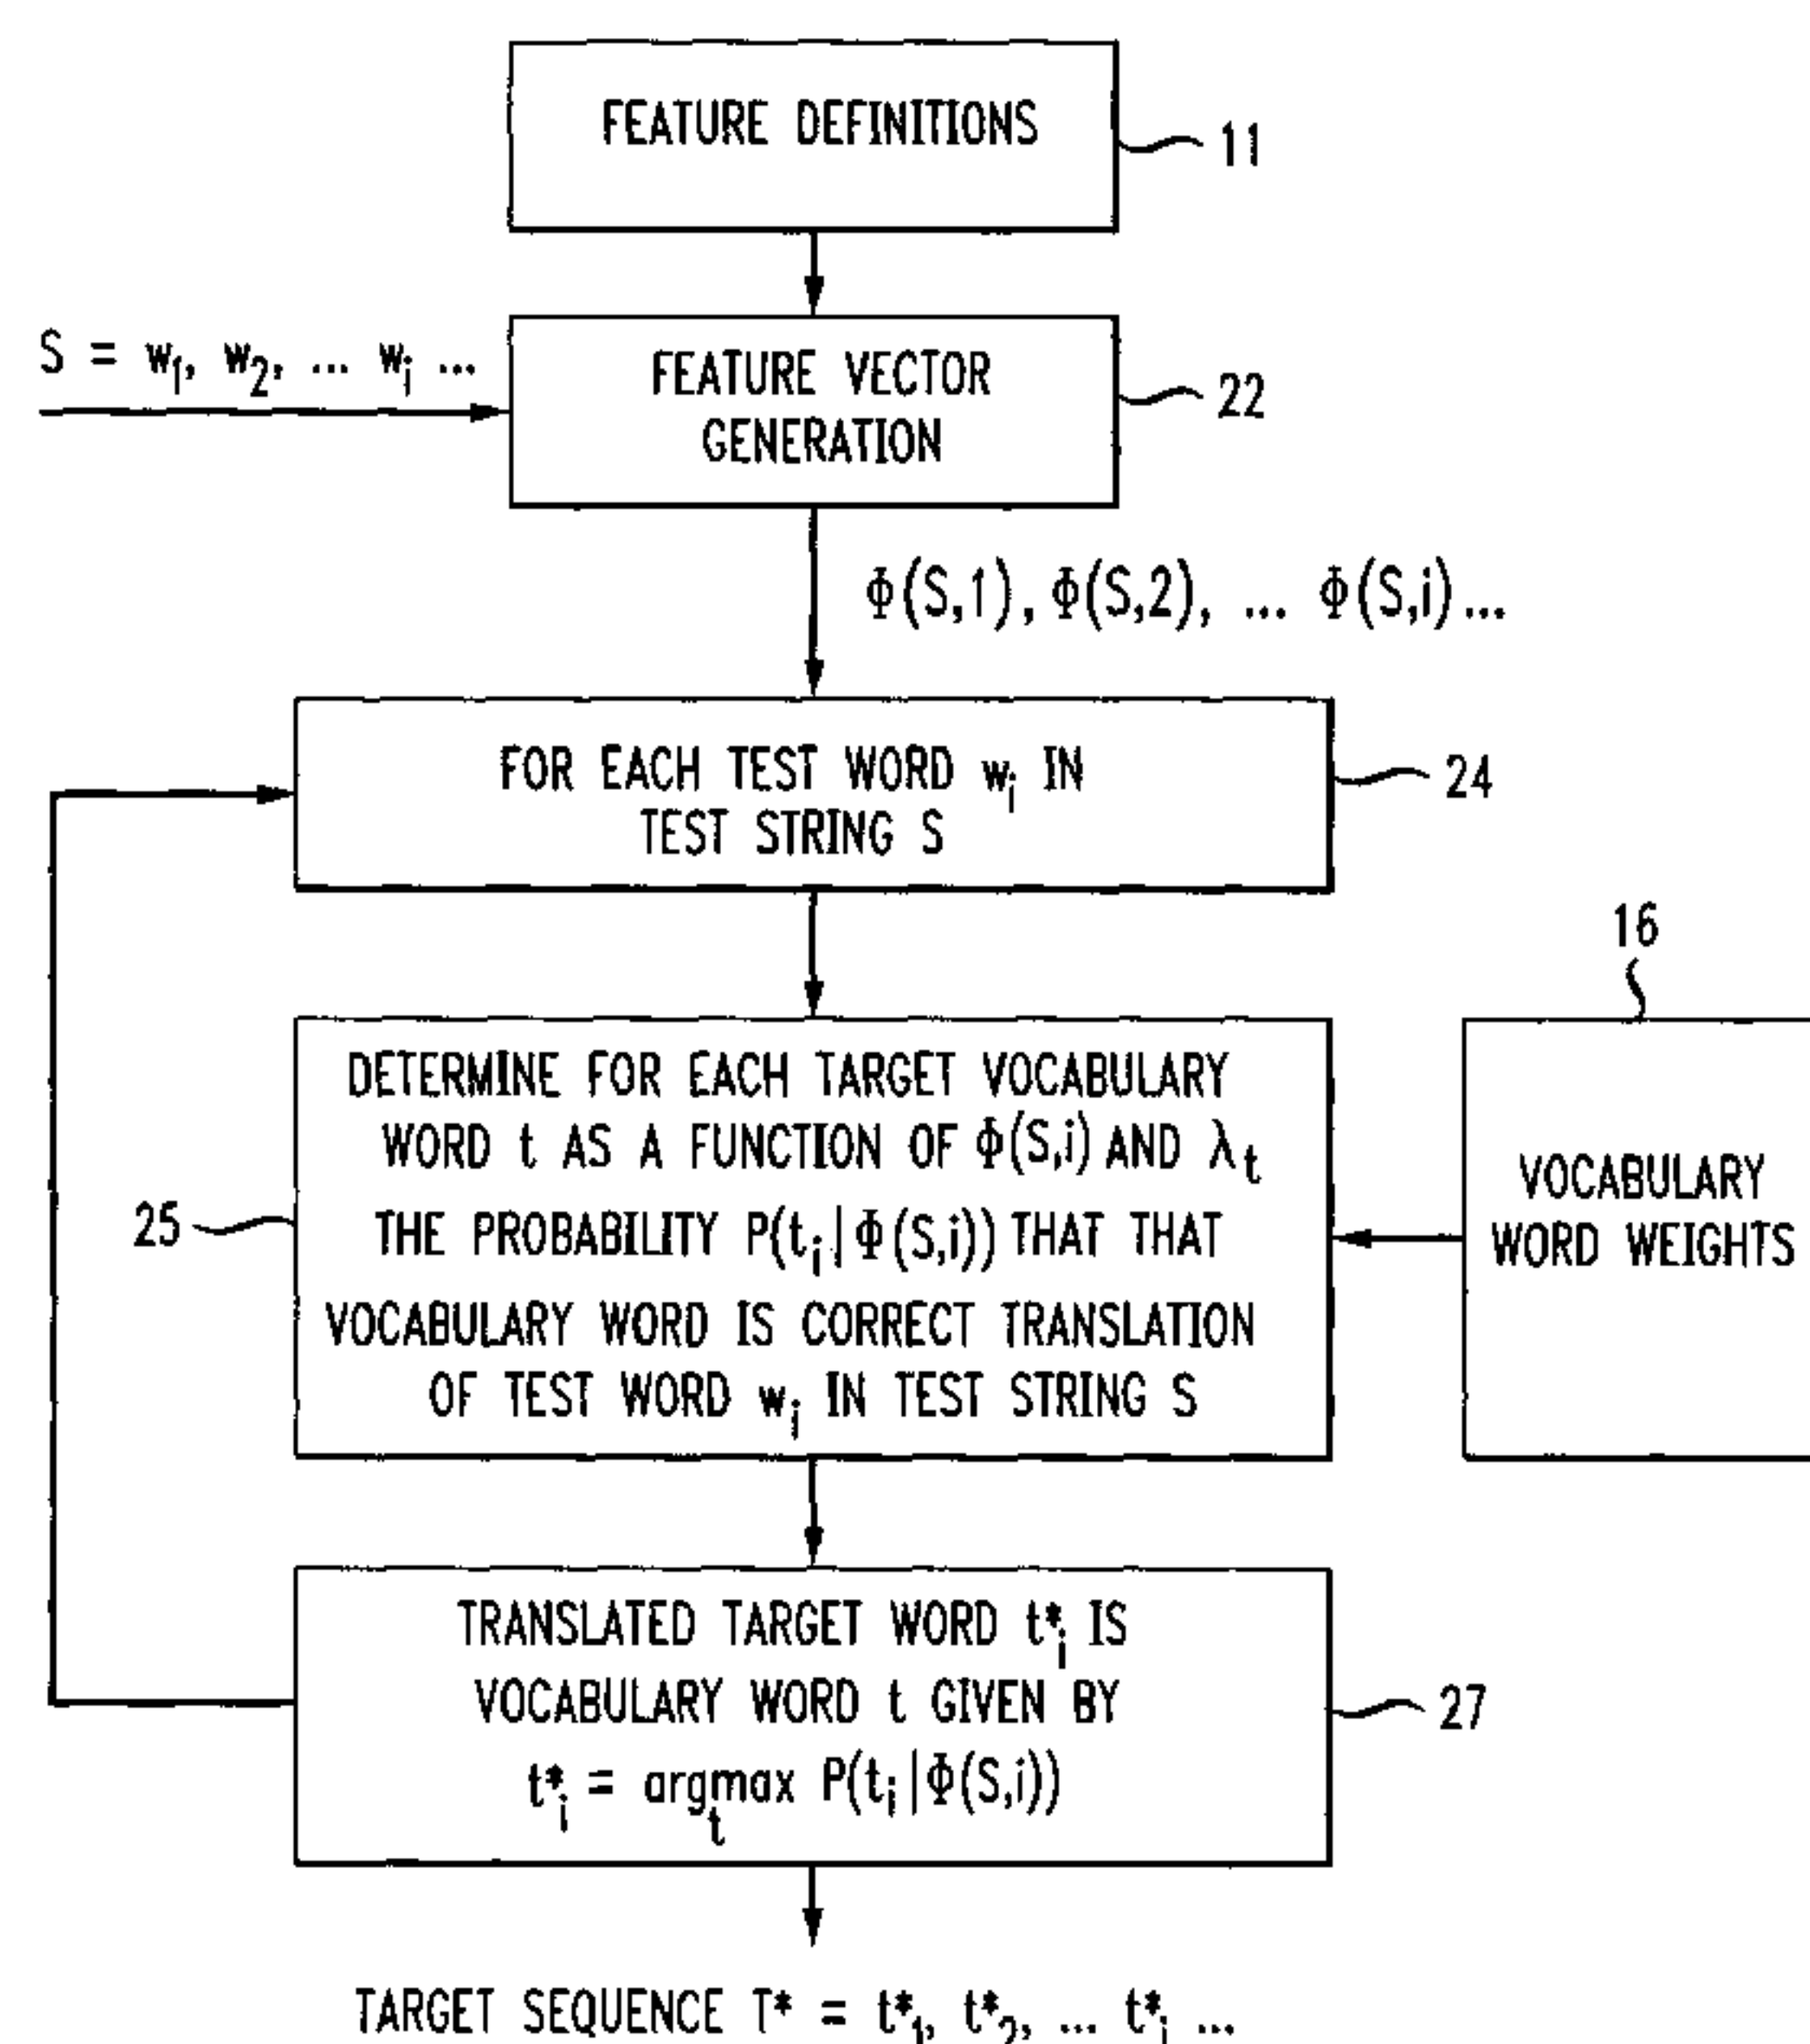 FEATURE DEFINITIONS
11
S = w₁, w₂, ... wᵢ ...
FEATURE VECTOR
GENERATION
22
Φ(S,1), Φ(S,2), ... Φ(S,i)...
FOR EACH TEST WORD wᵢ IN
TEST STRING S
24
16
DETERMINE FOR EACH TARGET VOCABULARY
WORD t AS A FUNCTION OF Φ(S,i) AND λₜ
THE PROBABILITY P(tᵢ|Φ(S,i)) THAT THAT
VOCABULARY WORD IS CORRECT TRANSLATION
OF TEST WORD wᵢ IN TEST STRING S
25
VOCABULARY
WORD WEIGHTS
TRANSLATED TARGET WORD t*ᵢ IS
VOCABULARY WORD t GIVEN BY
t*ᵢ = argmax P(tᵢ|Φ(S,i))
t
27
TARGET SEQUENCE T* = t*₁, t*₂, ... t*ᵢ ...